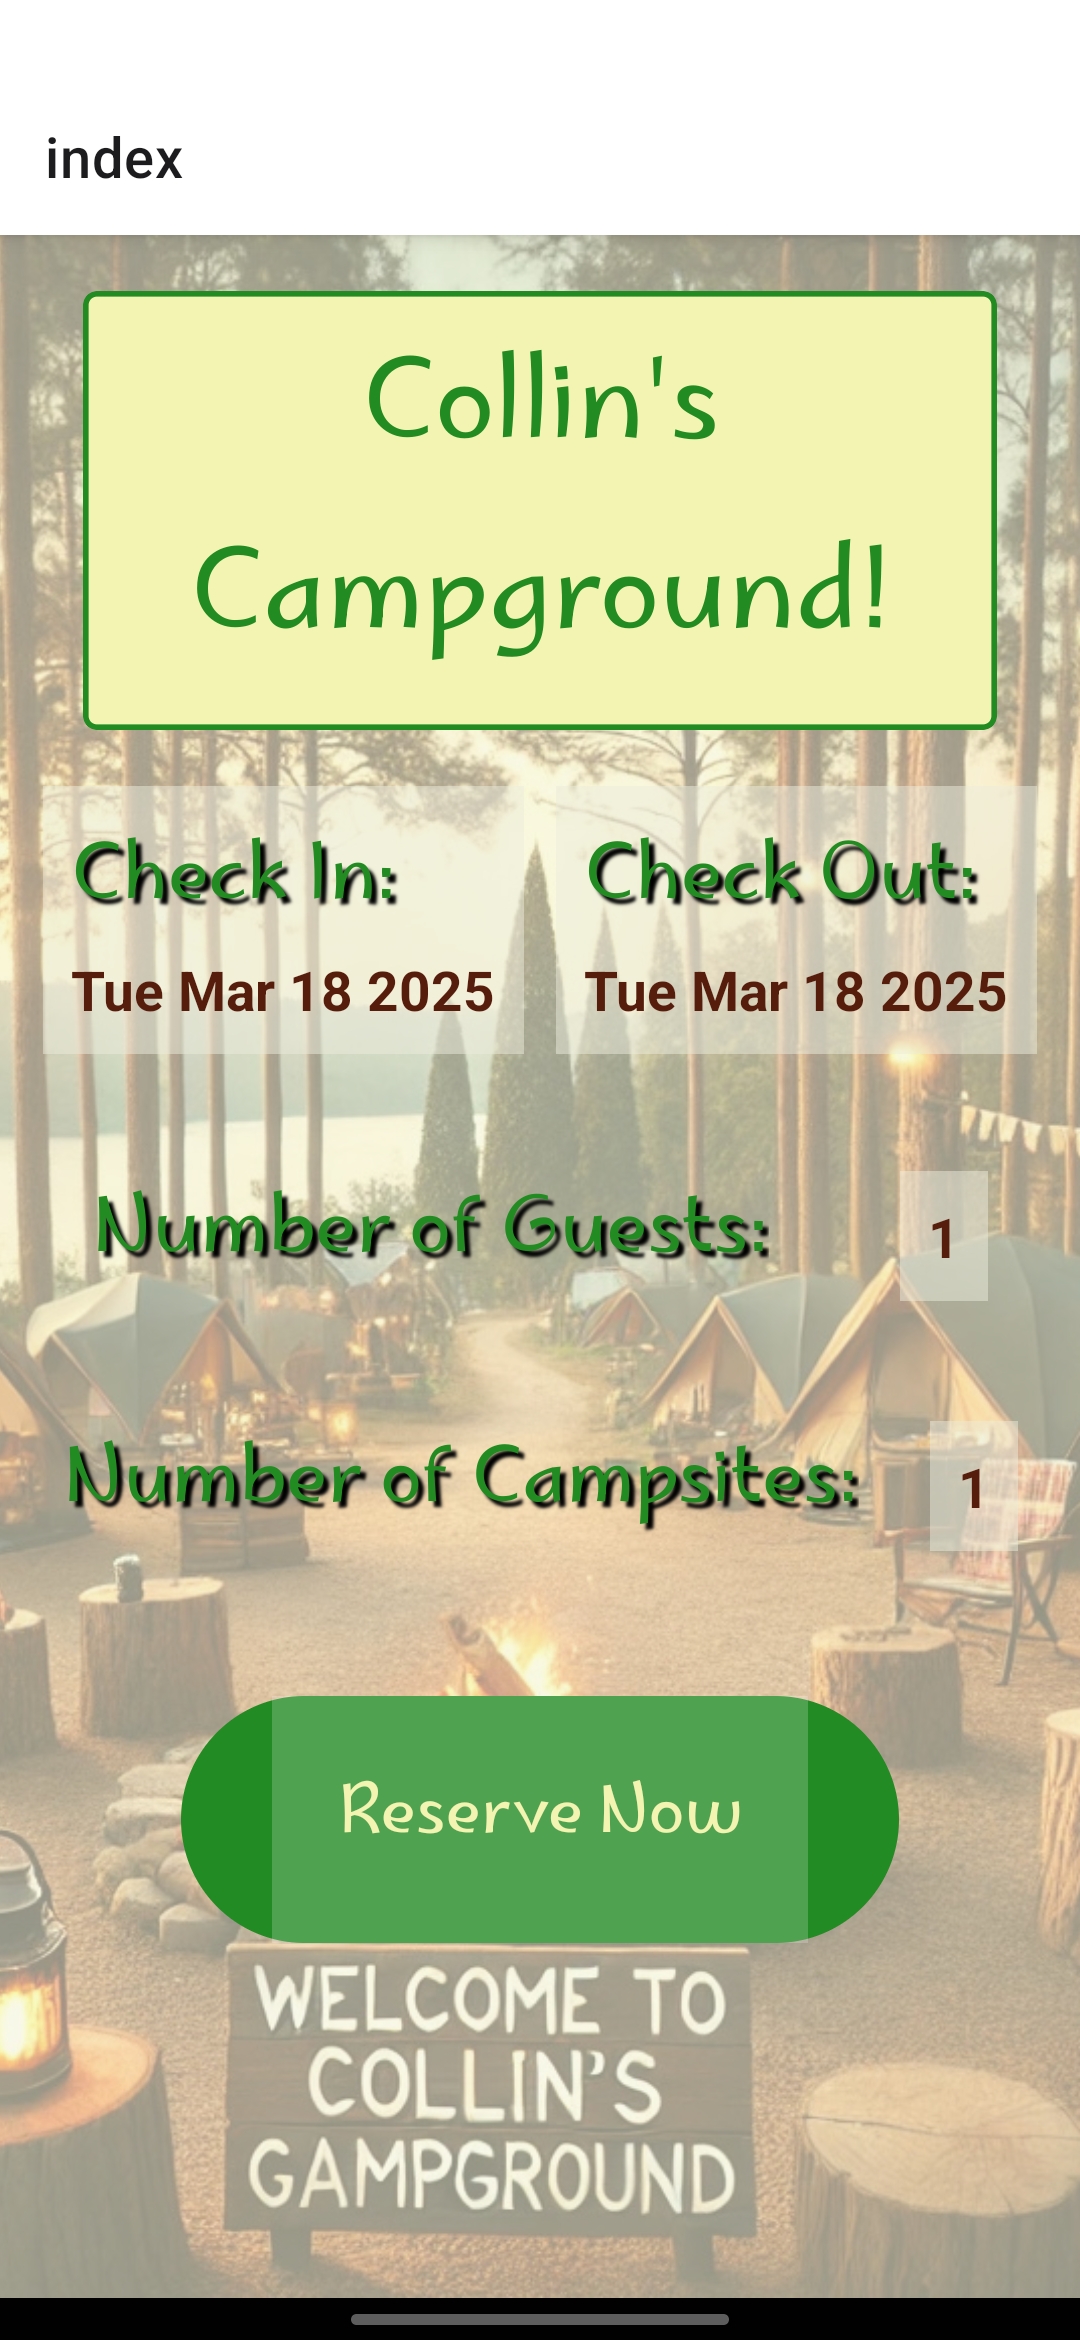 index
Collin's
Campground!
Check In:
Check Out:
Tue Mar 18 2025
Tue Mar 18 2025
Number of Guests:
1
Number of Campsites:
1
Reserve Now
WELCOME TO
COLLIN'S
GAMPGROUND